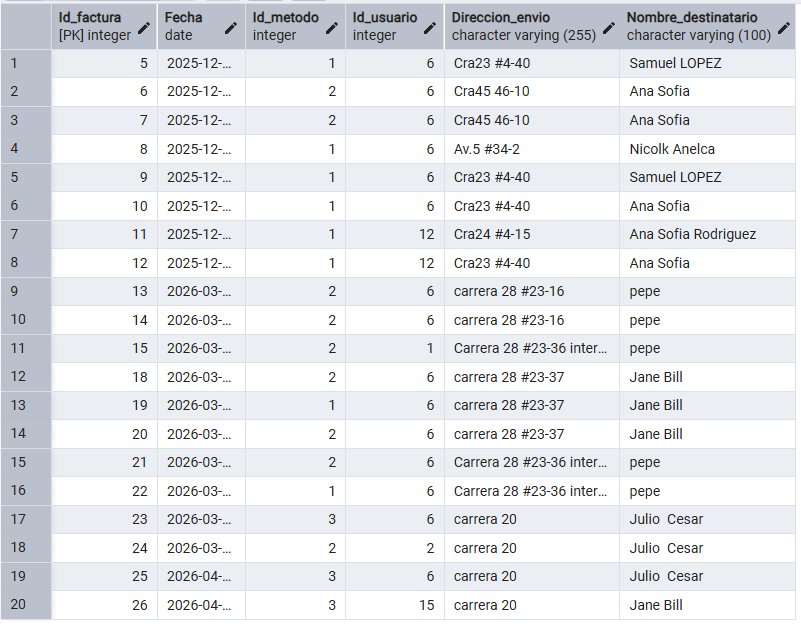 Id_factura Fecha Id_metodo Id_usuario Direccion_envio Nombre_destinatario
[PK] integer date integer integer character varying (255) character varying (100)
1 5 2025-12-... 1 6 Cra23 #4-40 Samuel LOPEZ
2 6 2025-12-... 2 6 Cra45 46-10 Ana Sofia
3 7 2025-12-... 2 6 Cra45 46-10 Ana Sofia
4 8 2025-12-... 1 6 Av.5 #34-2 Nicolk Anelca
5 9 2025-12-... 1 6 Cra23 #4-40 Samuel LOPEZ
6 10 2025-12-... 1 6 Cra23 #4-40 Ana Sofia
7 11 2025-12-... 1 12 Cra24 #4-15 Ana Sofia Rodriguez
8 12 2025-12-... 1 12 Cra23 #4-40 Ana Sofia
9 13 2026-03-... 2 6 carrera 28 #23-16 pepe
10 14 2026-03-... 2 6 carrera 28 #23-16 pepe
11 15 2026-03-... 2 1 Carrera 28 #23-36 inter... pepe
12 18 2026-03-... 2 6 carrera 28 #23-37 Jane Bill
13 19 2026-03-... 1 6 carrera 28 #23-37 Jane Bill
14 20 2026-03-... 2 6 carrera 28 #23-37 Jane Bill
15 21 2026-03-... 2 6 Carrera 28 #23-36 inter... pepe
16 22 2026-03-... 1 6 Carrera 28 #23-36 inter... pepe
17 23 2026-03-... 3 6 carrera 20 Julio  Cesar
18 24 2026-03-... 2 2 carrera 20 Julio  Cesar
19 25 2026-04-... 3 6 carrera 20 Julio  Cesar
20 26 2026-04-... 3 15 carrera 20 Jane Bill